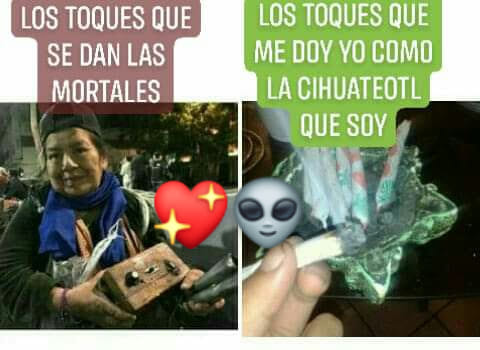 LOS TOQUES QUE
SE DAN LAS
MORTALES
LOS TOQUES QUE
ME DOY YO COMO
LA CIHUATEOTL
QUE SOY